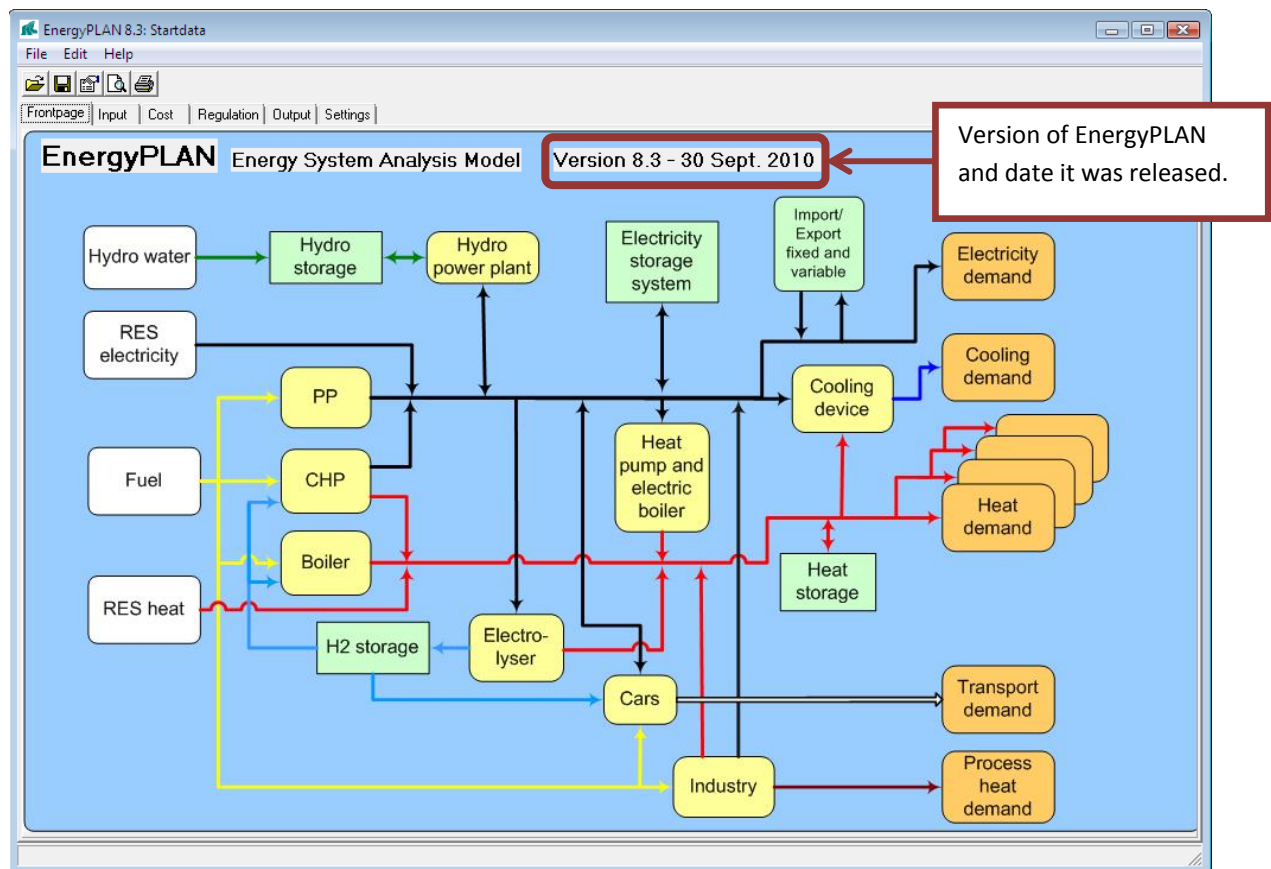 EnergyPLAN 8.3: Startdata
File Edit Help
Frontpage Input Cost Regulation Output Settings
EnergyPLAN Energy System Analysis Model Version 8.3 - 30 Sept. 2010
Version of EnergyPLAN
and date it was released.
Hydro water
Hydro
storage
Hydro
power plant
Electricity
storage
system
Import/
Export
fixed and
variable
Electricity
demand
RES
electricity
PP
Cooling
device
Cooling
demand
Fuel
CHP
Heat
pump and
electric
boiler
Heat
demand
Boiler
Heat
storage
RES heat
H2 storage
Electro-
lyser
Cars
Transport
demand
Industry
Process
heat
demand